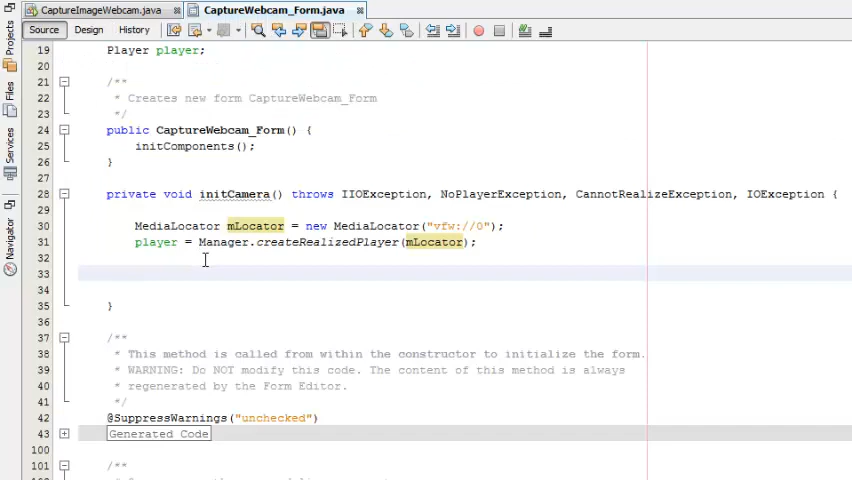 CaptureImageWebcam.java
CaptureWebcam_Form.java
Source Design History
Projects
Files
Services
Navigator
19 Player player;
20
21 /**
22 * Creates new form CaptureWebcam_Form
23 */
24 public CaptureWebcam_Form() {
25 initComponents();
26 }
27
28 private void initCamera() throws IIOException, NoPlayerException, CannotRealizeException, IOException {
29
30 MediaLocator mLocator = new MediaLocator("vfw://0");
31 player = Manager.createRealizedPlayer(mLocator);
32
33
34
35 }
36
37 /**
38 * This method is called from within the constructor to initialize the form.
39 * WARNING: Do NOT modify this code. The content of this method is always
40 * regenerated by the Form Editor.
41 */
42 @SuppressWarnings("unchecked")
43 Generated Code
100
101 /**